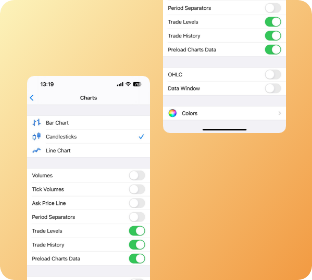 13:19
Charts
Bar Chart
Candlesticks
Line Chart
Volumes
Tick Volumes
Ask Price Line
Period Separators
Trade Levels
Trade History
Preload Charts Data
Period Separators
Trade Levels
Trade History
Preload Charts Data
OHLC
Data Window
Colors